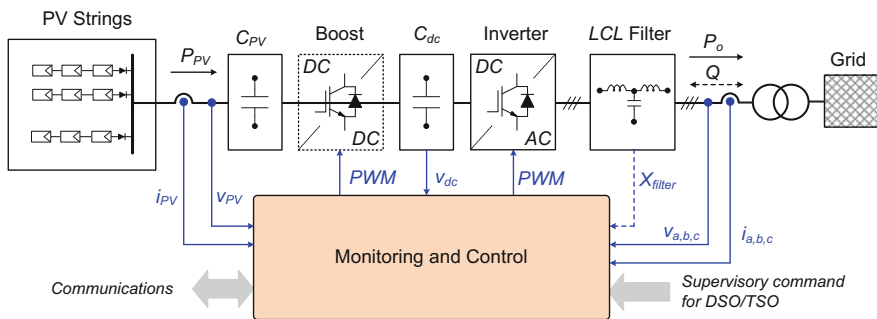 PV Strings
P_PV
C_PV
Boost
DC
DC
C_dc
Inverter
DC
AC
LCL Filter
P_o
Q
Grid
i_PV
v_PV
PWM
v_dc
PWM
X_filter
v_a,b,c
i_a,b,c
Monitoring and Control
Communications
Supervisory command
for DSO/TSO